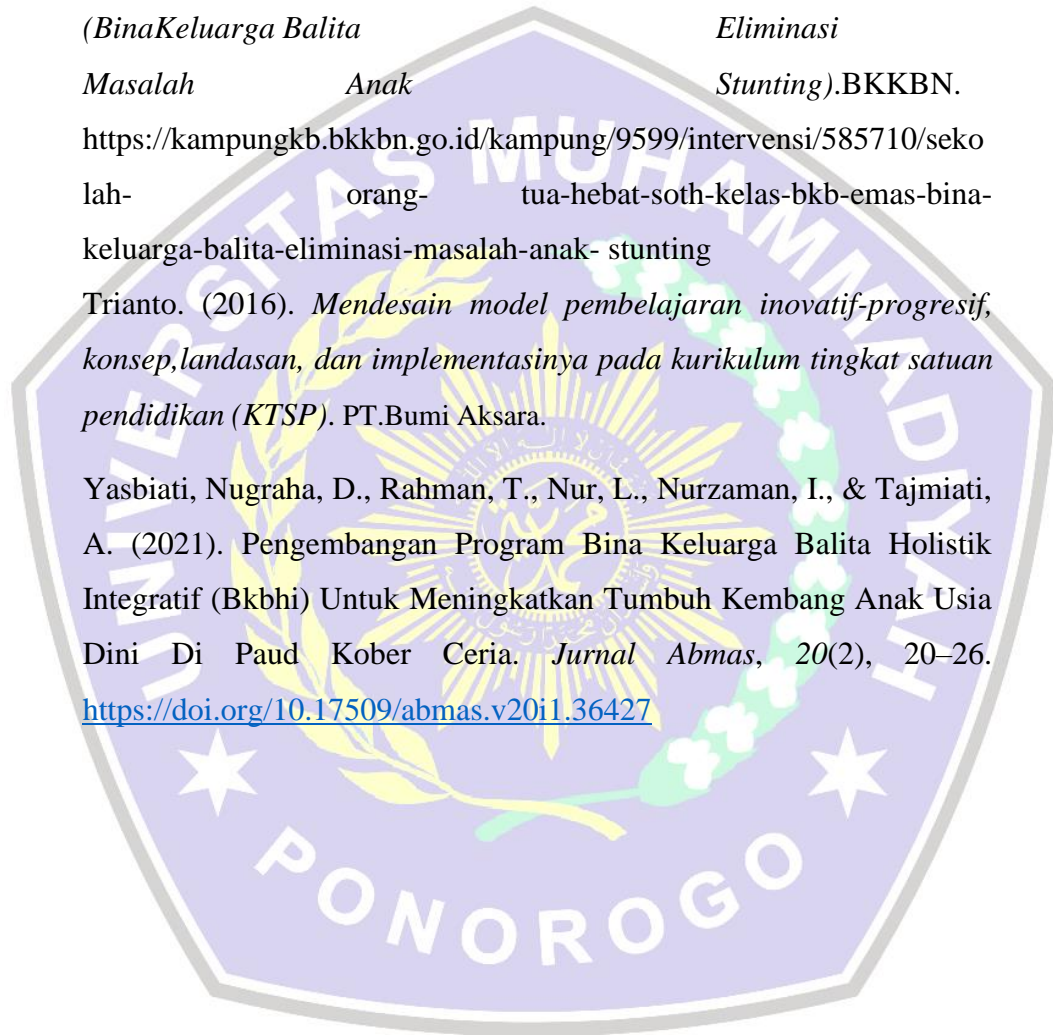 (BinaKeluarga Balita Eliminasi
Masalah Anak Stunting).BKKBN.
https://kampungkb.bkkbn.go.id/kampung/9599/intervensi/585710/seko
lah- orang- tua-hebat-soth-kelas-bkb-emas-bina-
keluarga-balita-eliminasi-masalah-anak- stunting
Trianto. (2016). Mendesain model pembelajaran inovatif-progresif,
konsep,landasan, dan implementasinya pada kurikulum tingkat satuan
pendidikan (KTSP). PT.Bumi Aksara.
Yasbiati, Nugraha, D., Rahman, T., Nur, L., Nurzaman, I., & Tajmiati,
A. (2021). Pengembangan Program Bina Keluarga Balita Holistik
Integratif (Bkbhi) Untuk Meningkatkan Tumbuh Kembang Anak Usia
Dini Di Paud Kober Ceria. Jurnal Abmas, 20(2), 20–26.
https://doi.org/10.17509/abmas.v20i1.36427
UNIVERSITAS MUHAMMADIYAH
PONOROGO